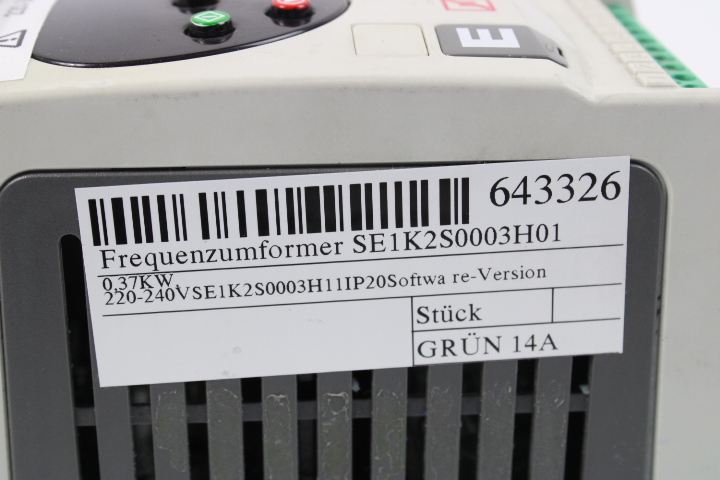 E
643326
Frequenzumformer SE1K2S0003H01
0,37KW,
220-240VSE1K2S0003H11IP20Softwa re-Version
Stück
GRÜN 14A